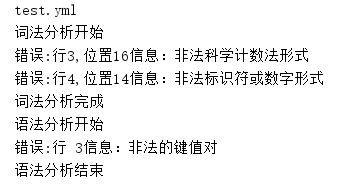 test.yml
词法分析开始
错误:行3,位置16信息：非法科学计数法形式
错误:行4,位置14信息：非法标识符或数字形式
词法分析完成
语法分析开始
错误:行 3信息：非法的键值对
语法分析结束